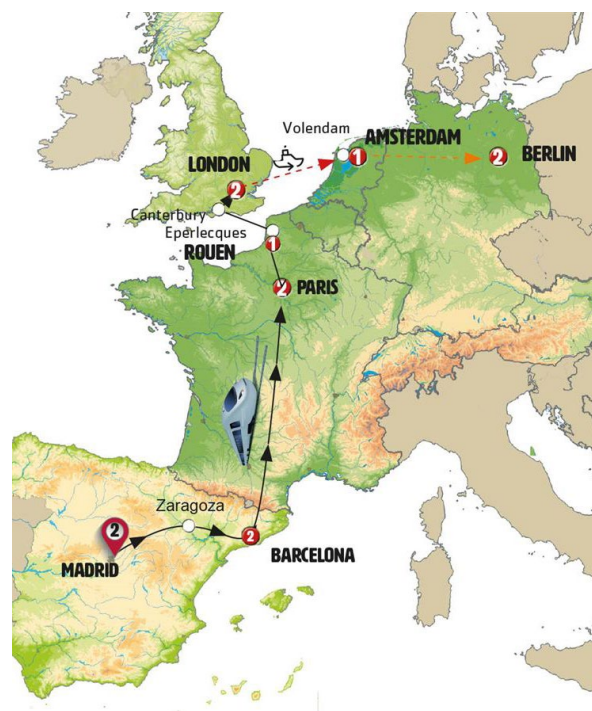 Volendam
AMSTERDAM
1
2
BERLIN
LONDON
2
Canterbury
Eperlecques
ROUEN
1
2
PARIS
Zaragoza
2
MADRID
2
BARCELONA